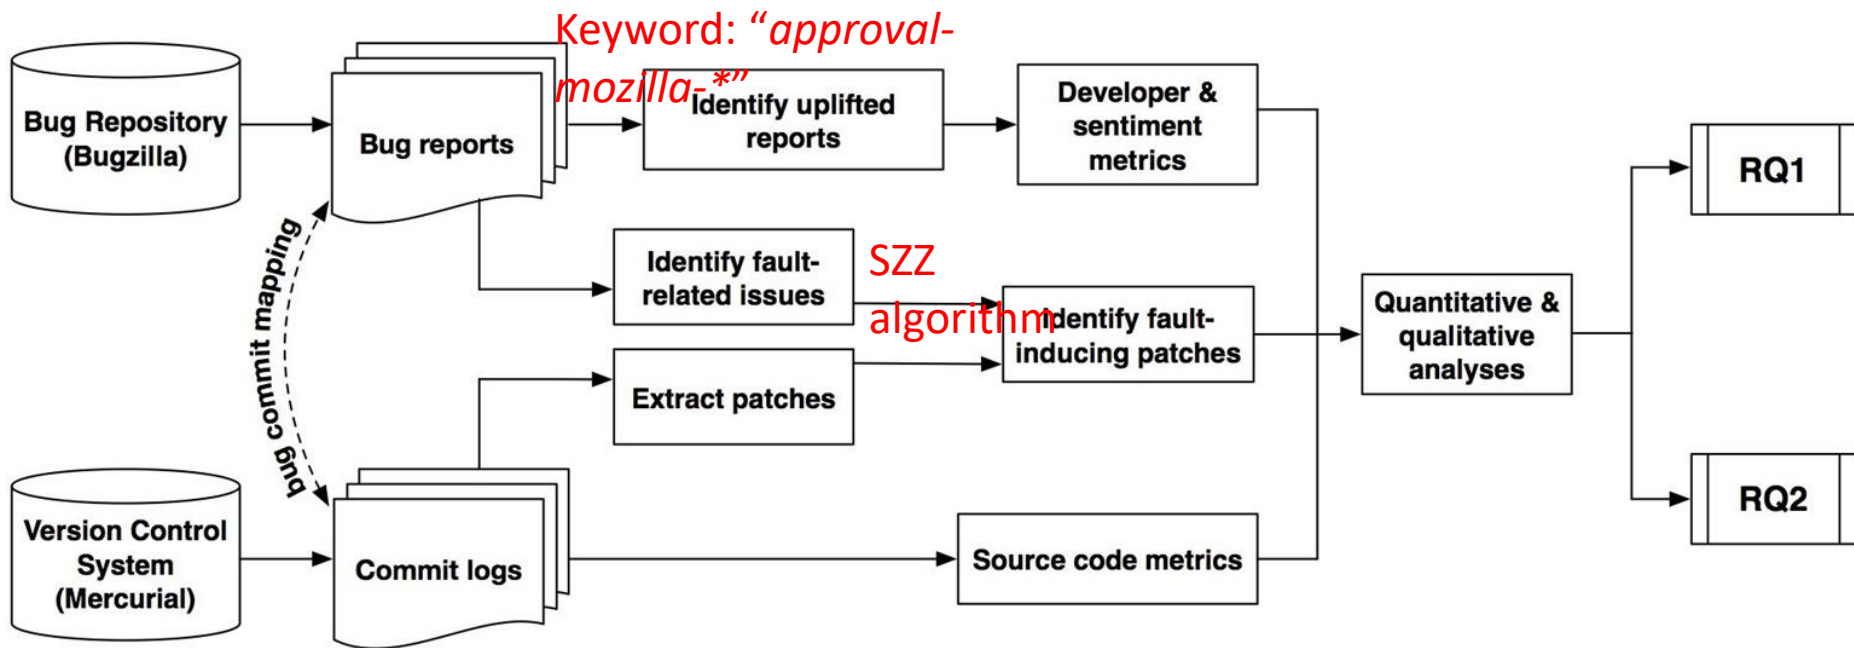 Keyword: “approval-
mozilla-*”
Bug Repository
(Bugzilla)
Bug reports
Identify uplifted
reports
Developer &
sentiment
metrics
RQ1
bug commit mapping
Identify fault-
related issues
SZZ
algorithm
Identify fault-
inducing patches
Quantitative &
qualitative
analyses
Extract patches
Version Control
System
(Mercurial)
Commit logs
Source code metrics
RQ2